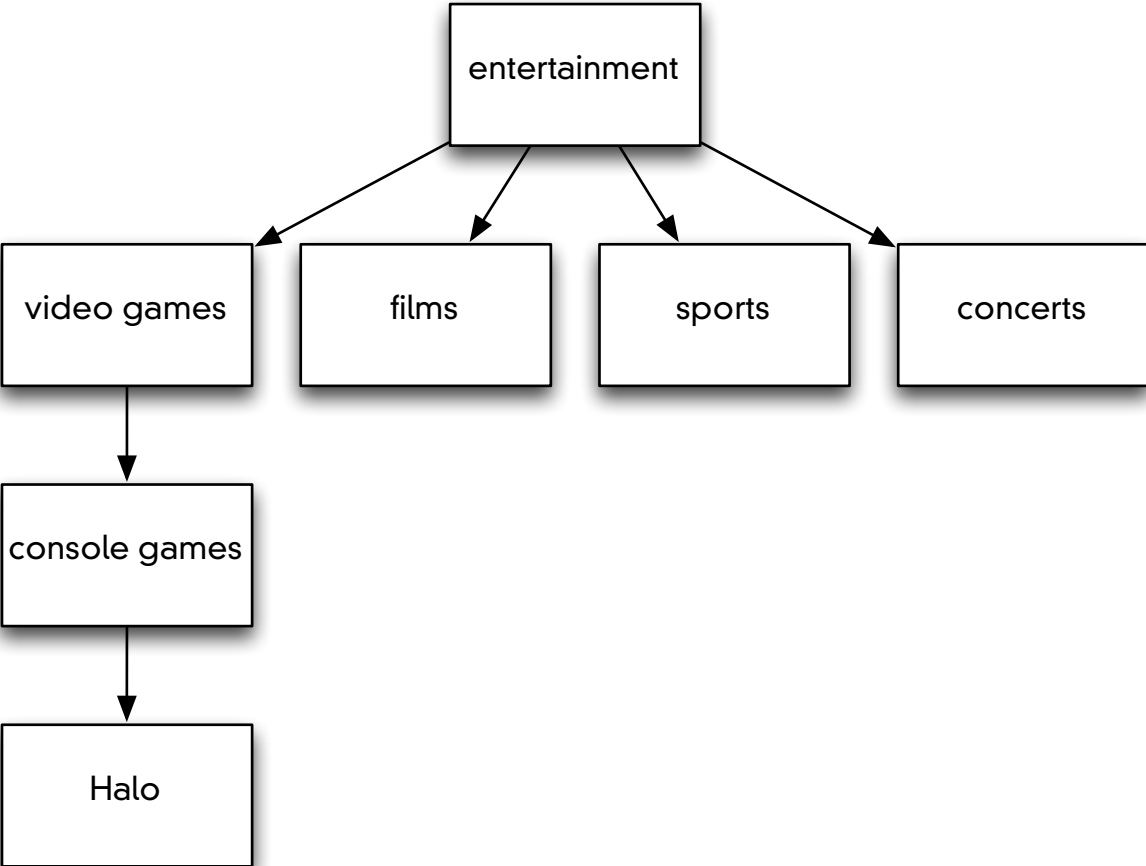 entertainment
video games
films
sports
concerts
console games
Halo